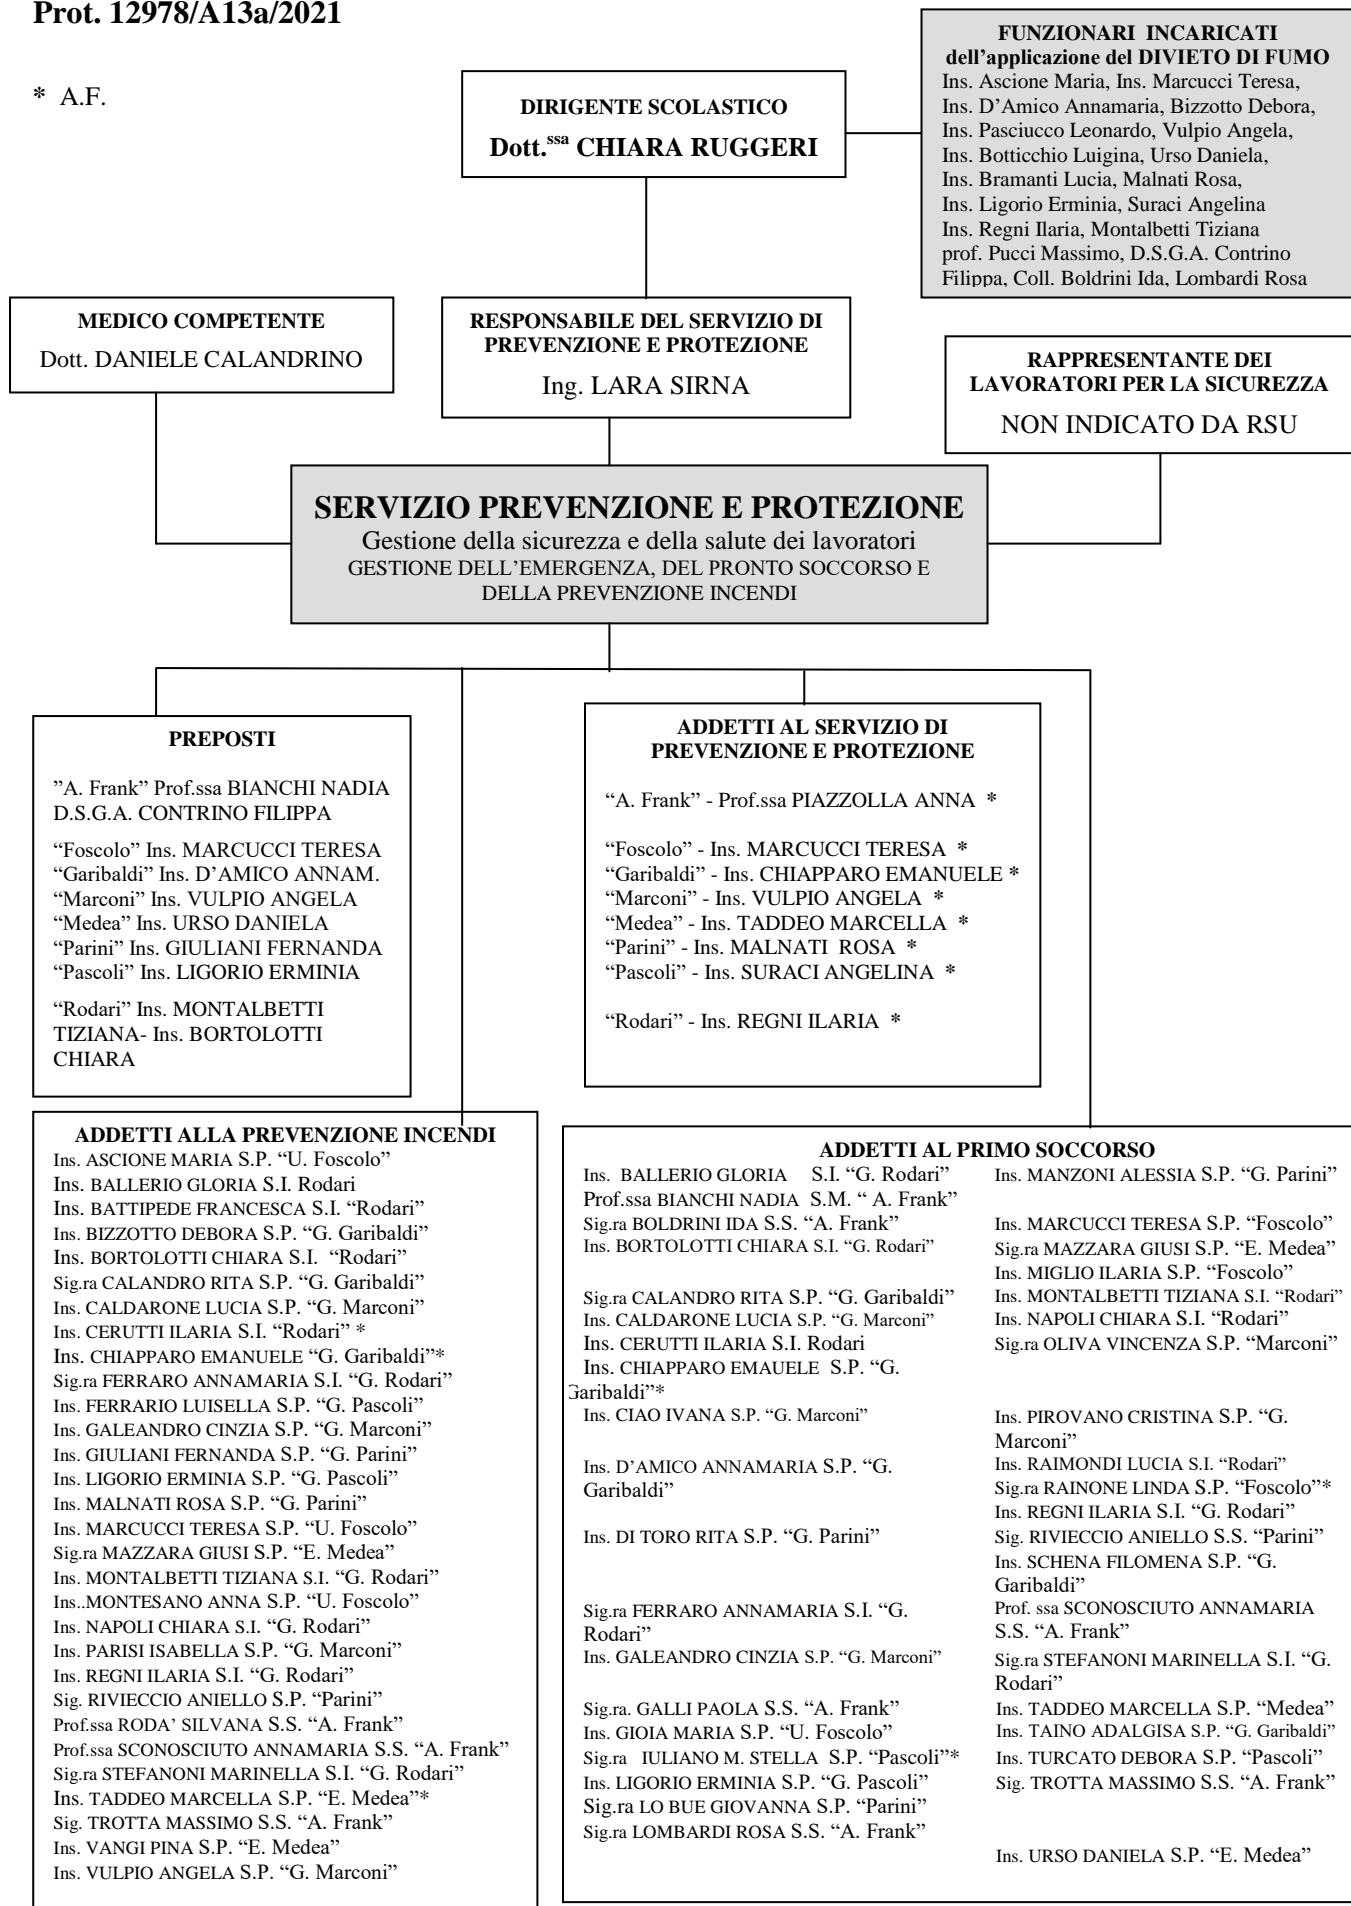 Prot. 12978/A13a/2021
* A.F.
FUNZIONARI INCARICATI
dell’applicazione del DIVIETO DI FUMO
Ins. Ascione Maria, Ins. Marcucci Teresa,
Ins. D’Amico Annamaria, Bizzotto Debora,
Ins. Pasciucco Leonardo, Vulpio Angela,
Ins. Botticchio Luigina, Urso Daniela,
Ins. Bramanti Lucia, Malnati Rosa,
Ins. Ligorio Erminia, Suraci Angelina
Ins. Regni Ilaria, Montalbetti Tiziana
prof. Pucci Massimo, D.S.G.A. Contrino
Filippa, Coll. Boldrini Ida, Lombardi Rosa
DIRIGENTE SCOLASTICO
Dott.ssa CHIARA RUGGERI
MEDICO COMPETENTE
Dott. DANIELE CALANDRINO
RESPONSABILE DEL SERVIZIO DI
PREVENZIONE E PROTEZIONE
Ing. LARA SIRNA
RAPPRESENTANTE DEI
LAVORATORI PER LA SICUREZZA
NON INDICATO DA RSU
SERVIZIO PREVENZIONE E PROTEZIONE
Gestione della sicurezza e della salute dei lavoratori
GESTIONE DELL’EMERGENZA, DEL PRONTO SOCCORSO E
DELLA PREVENZIONE INCENDI
PREPOSTI
”A. Frank” Prof.ssa BIANCHI NADIA
D.S.G.A. CONTRINO FILIPPA
“Foscolo” Ins. MARCUCCI TERESA
“Garibaldi” Ins. D’AMICO ANNAM.
“Marconi” Ins. VULPIO ANGELA
“Medea” Ins. URSO DANIELA
“Parini” Ins. GIULIANI FERNANDA
“Pascoli” Ins. LIGORIO ERMINIA
“Rodari” Ins. MONTALBETTI
TIZIANA- Ins. BORTOLOTTI
CHIARA
ADDETTI AL SERVIZIO DI
PREVENZIONE E PROTEZIONE
“A. Frank” - Prof.ssa PIAZZOLLA ANNA *
“Foscolo” - Ins. MARCUCCI TERESA *
“Garibaldi” - Ins. CHIAPPARO EMANUELE *
“Marconi” - Ins. VULPIO ANGELA *
“Medea” - Ins. TADDEO MARCELLA *
“Parini” - Ins. MALNATI ROSA *
“Pascoli” - Ins. SURACI ANGELINA *
“Rodari” - Ins. REGNI ILARIA *
ADDETTI ALLA PREVENZIONE INCENDI
Ins. ASCIONE MARIA S.P. “U. Foscolo”
Ins. BALLERIO GLORIA S.I. Rodari
Ins. BATTIPEDE FRANCESCA S.I. “Rodari”
Ins. BIZZOTTO DEBORA S.P. “G. Garibaldi”
Ins. BORTOLOTTI CHIARA S.I. “Rodari”
Sig.ra CALANDRO RITA S.P. “G. Garibaldi”
Ins. CALDARONE LUCIA S.P. “G. Marconi”
Ins. CERUTTI ILARIA S.I. “Rodari” *
Ins. CHIAPPARO EMANUELE “G. Garibaldi”*
Sig.ra FERRARO ANNAMARIA S.I. “G. Rodari”
Ins. FERRARIO LUISELLA S.P. “G. Pascoli”
Ins. GALEANDRO CINZIA S.P. “G. Marconi”
Ins. GIULIANI FERNANDA S.P. “G. Parini”
Ins. LIGORIO ERMINIA S.P. “G. Pascoli”
Ins. MALNATI ROSA S.P. “G. Parini”
Ins. MARCUCCI TERESA S.P. “U. Foscolo”
Sig.ra MAZZARA GIUSI S.P. “E. Medea”
Ins. MONTALBETTI TIZIANA S.I. “G. Rodari”
Ins..MONTESANO ANNA S.P. “U. Foscolo”
Ins. NAPOLI CHIARA S.I. “G. Rodari”
Ins. PARISI ISABELLA S.P. “G. Marconi”
Ins. REGNI ILARIA S.I. “G. Rodari”
Sig. RIVIECCIO ANIELLO S.P. “Parini”
Prof.ssa RODA’ SILVANA S.S. “A. Frank”
Prof.ssa SCONOSCIUTO ANNAMARIA S.S. “A. Frank”
Sig.ra STEFANONI MARINELLA S.I. “G. Rodari”
Ins. TADDEO MARCELLA S.P. “E. Medea”*
Sig. TROTTA MASSIMO S.S. “A. Frank”
Ins. VANGI PINA S.P. “E. Medea”
Ins. VULPIO ANGELA S.P. “G. Marconi”
ADDETTI AL PRIMO SOCCORSO
Ins. BALLERIO GLORIA S.I. “G. Rodari”
Prof.ssa BIANCHI NADIA S.M. “ A. Frank”
Sig.ra BOLDRINI IDA S.S. “A. Frank”
Ins. BORTOLOTTI CHIARA S.I. “G. Rodari”
Sig.ra CALANDRO RITA S.P. “G. Garibaldi”
Ins. CALDARONE LUCIA S.P. “G. Marconi”
Ins. CERUTTI ILARIA S.I. Rodari
Ins. CHIAPPARO EMAUELE S.P. “G.
Garibaldi”*
Ins. CIAO IVANA S.P. “G. Marconi”
Ins. D’AMICO ANNAMARIA S.P. “G.
Garibaldi”
Ins. DI TORO RITA S.P. “G. Parini”
Sig.ra FERRARO ANNAMARIA S.I. “G.
Rodari”
Ins. GALEANDRO CINZIA S.P. “G. Marconi”
Sig.ra. GALLI PAOLA S.S. “A. Frank”
Ins. GIOIA MARIA S.P. “U. Foscolo”
Sig.ra IULIANO M. STELLA S.P. “Pascoli”*
Ins. LIGORIO ERMINIA S.P. “G. Pascoli”
Sig.ra LO BUE GIOVANNA S.P. “Parini”
Sig.ra LOMBARDI ROSA S.S. “A. Frank”
Ins. MANZONI ALESSIA S.P. “G. Parini”
Ins. MARCUCCI TERESA S.P. “Foscolo”
Sig.ra MAZZARA GIUSI S.P. “E. Medea”
Ins. MIGLIO ILARIA S.P. “Foscolo”
Ins. MONTALBETTI TIZIANA S.I. “Rodari”
Ins. NAPOLI CHIARA S.I. “Rodari”
Sig.ra OLIVA VINCENZA S.P. “Marconi”
Ins. PIROVANO CRISTINA S.P. “G.
Marconi”
Ins. RAIMONDI LUCIA S.I. “Rodari”
Sig.ra RAINONE LINDA S.P. “Foscolo”*
Ins. REGNI ILARIA S.I. “G. Rodari”
Sig. RIVIECCIO ANIELLO S.S. “Parini”
Ins. SCHENA FILOMENA S.P. “G.
Garibaldi”
Prof. ssa SCONOSCIUTO ANNAMARIA
S.S. “A. Frank”
Sig.ra STEFANONI MARINELLA S.I. “G.
Rodari”
Ins. TADDEO MARCELLA S.P. “Medea”
Ins. TAINO ADALGISA S.P. “G. Garibaldi”
Ins. TURCATO DEBORA S.P. “Pascoli”
Sig. TROTTA MASSIMO S.S. “A. Frank”
Ins. URSO DANIELA S.P. “E. Medea”